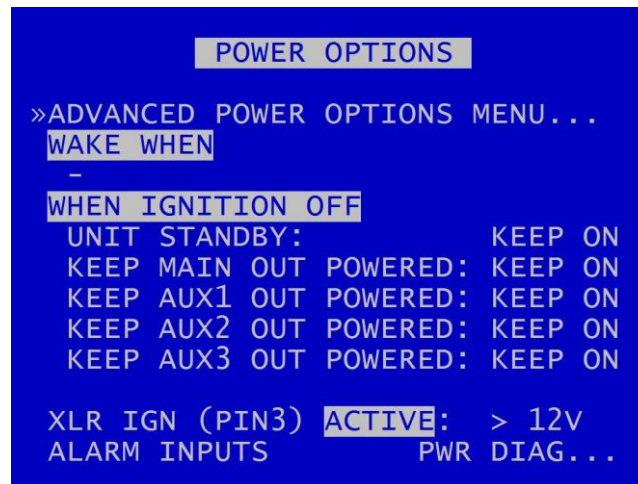 POWER OPTIONS
»ADVANCED POWER OPTIONS MENU...
WAKE WHEN
–
WHEN IGNITION OFF
UNIT STANDBY: KEEP ON
KEEP MAIN OUT POWERED: KEEP ON
KEEP AUX1 OUT POWERED: KEEP ON
KEEP AUX2 OUT POWERED: KEEP ON
KEEP AUX3 OUT POWERED: KEEP ON
XLR IGN (PIN3) ACTIVE: > 12V
ALARM INPUTS PWR DIAG...